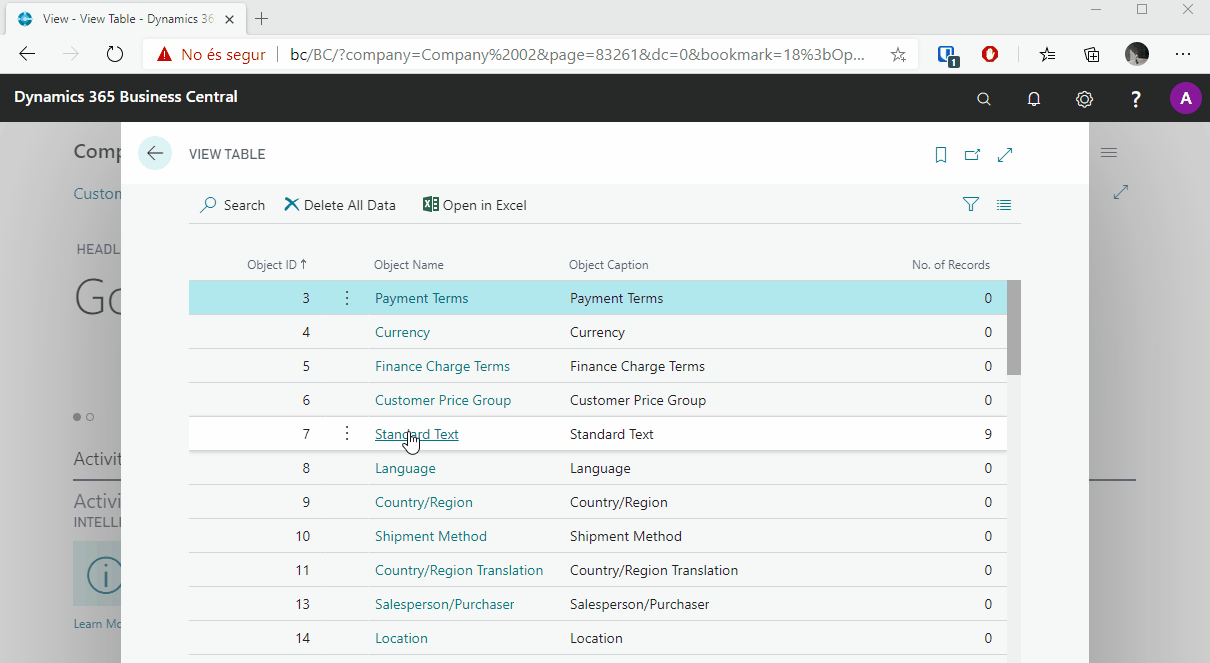 View - View Table - Dynamics 36
No és segur
bc/BC/?company=Company%2002&page=83261&dc=0&bookmark=18%3bOp...
1
Dynamics 365 Business Central
?
A
Comp
VIEW TABLE
Custom
Search Delete All Data Open in Excel
HEADL
Object ID ↑ Object Name Object Caption No. of Records
Go
3 Payment Terms Payment Terms 0
4 Currency Currency 0
5 Finance Charge Terms Finance Charge Terms 0
6 Customer Price Group Customer Price Group 0
7 Standard Text Standard Text 9
Activit
8 Language Language 0
Activi
9 Country/Region Country/Region 0
INTELLI
10 Shipment Method Shipment Method 0
11 Country/Region Translation Country/Region Translation 0
13 Salesperson/Purchaser Salesperson/Purchaser 0
Learn Mo
14 Location Location 0